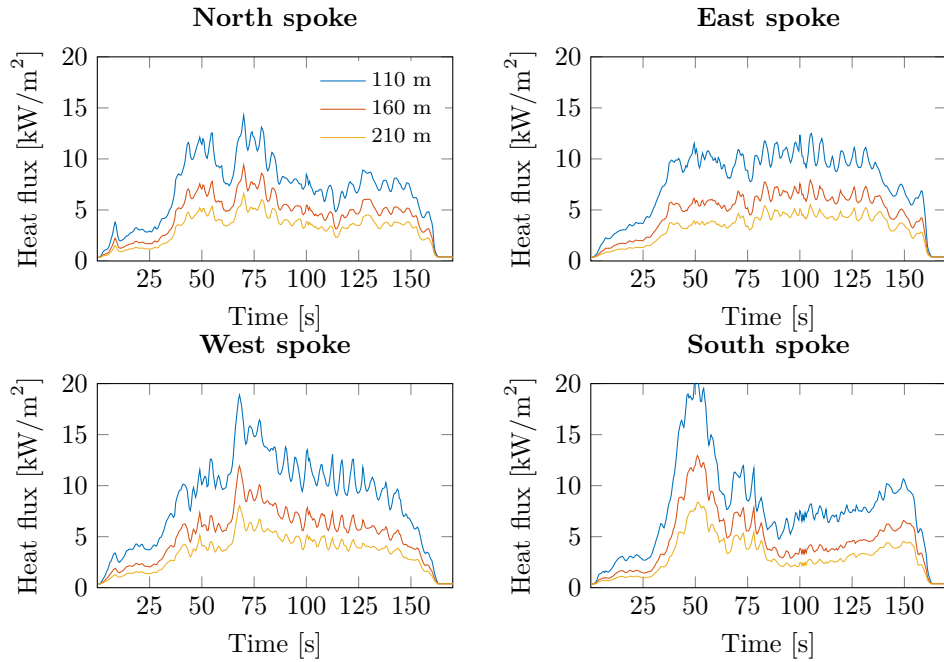 North spoke
Heat flux [kW/m²]
20
15
10
5
0
110 m
160 m
210 m
25 50 75 100 125 150
Time [s]
East spoke
Heat flux [kW/m²]
20
15
10
5
0
25 50 75 100 125 150
Time [s]
West spoke
Heat flux [kW/m²]
20
15
10
5
0
25 50 75 100 125 150
Time [s]
South spoke
Heat flux [kW/m²]
20
15
10
5
0
25 50 75 100 125 150
Time [s]